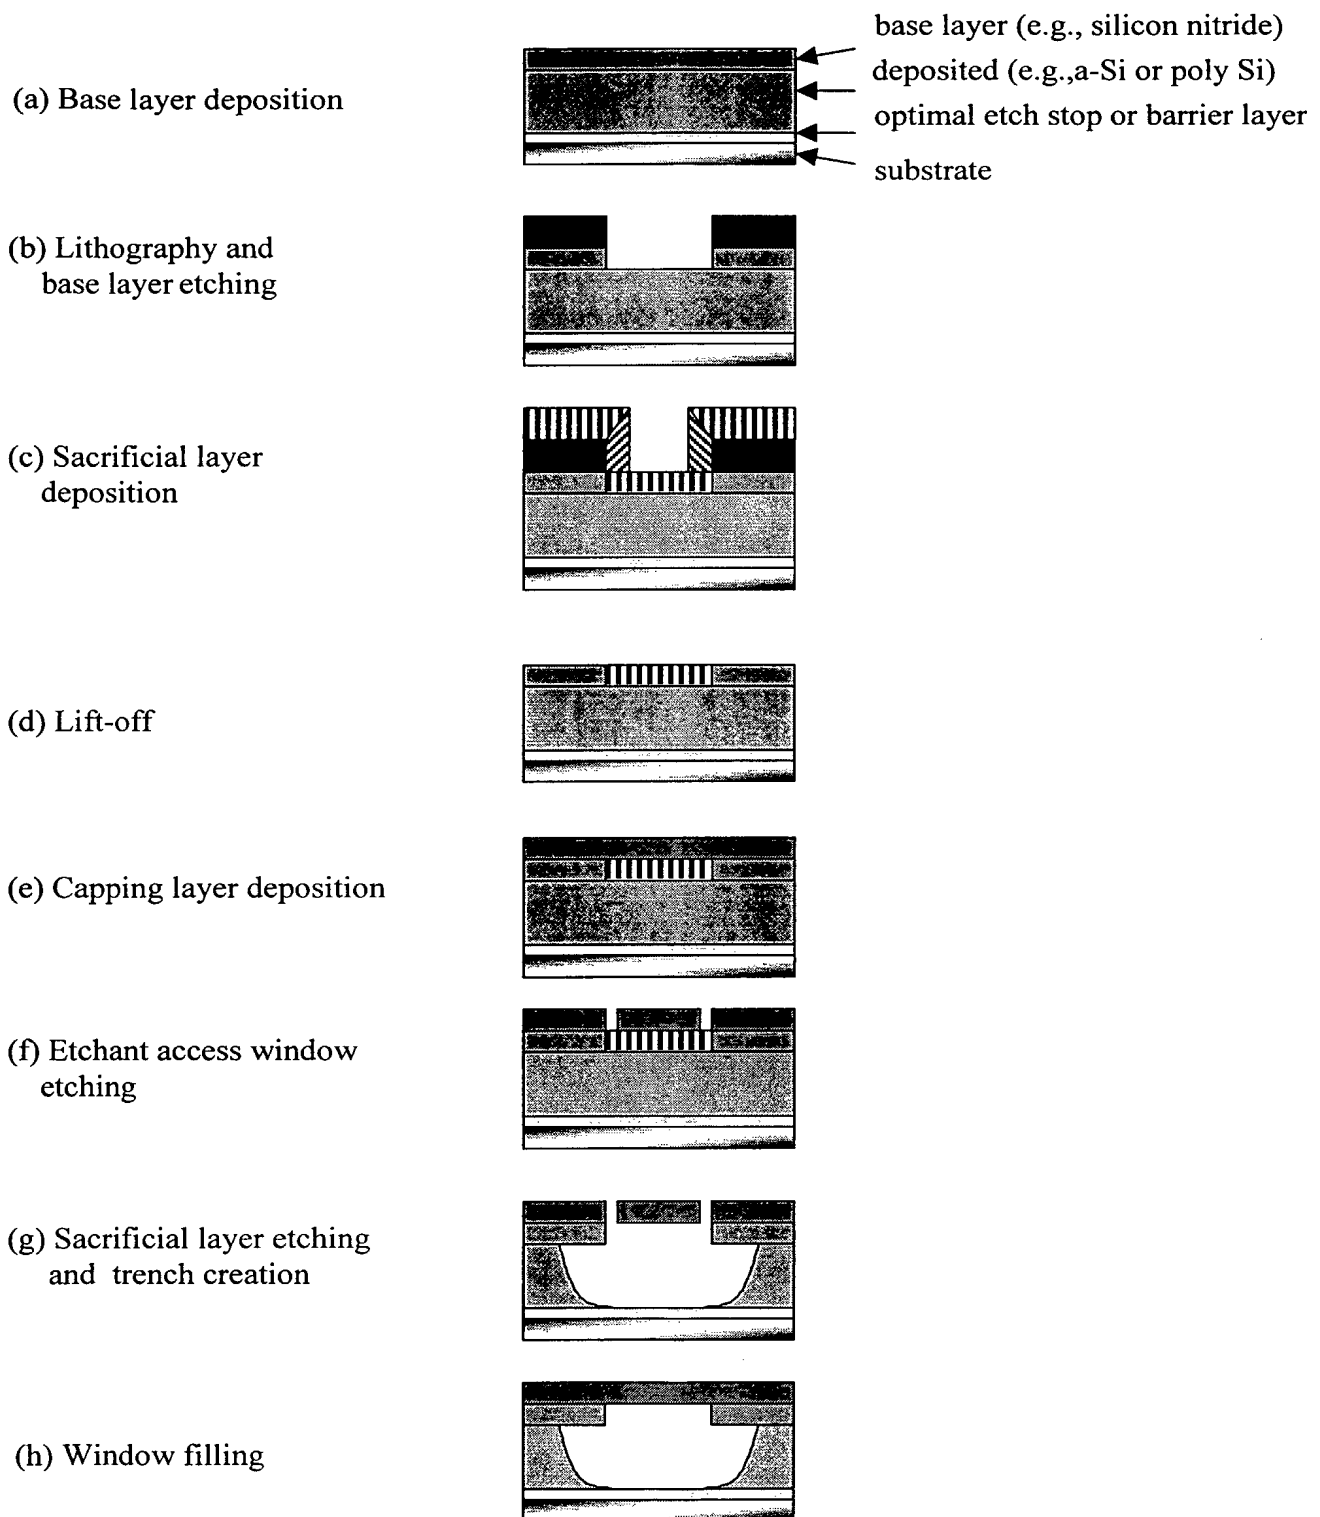 base layer (e.g., silicon nitride)
deposited (e.g.,a-Si or poly Si)
(a) Base layer deposition
optimal etch stop or barrier layer
substrate
(b) Lithography and
base layer etching
(c) Sacrificial layer
deposition
(d) Lift-off
(e) Capping layer deposition
(f) Etchant access window
etching
(g) Sacrificial layer etching
and trench creation
(h) Window filling